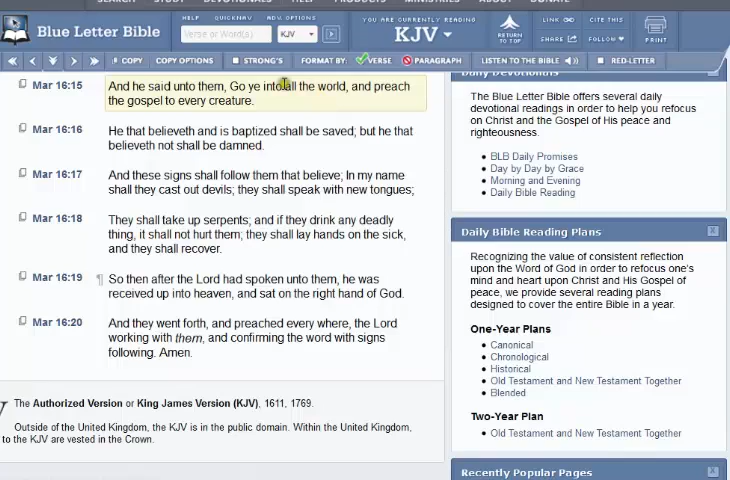 SEARCH STUDY DEVOTIONALS HELP PRODUCTS MINISTRIES ABOUT DONATE
Blue Letter Bible
HELP QUICKNAV ADV. OPTIONS
Verse or Word(s) KJV
YOU ARE CURRENTLY READING
KJV
RETURN
TO TOP
LINK CITE THIS
SHARE FOLLOW
PRINT
COPY COPY OPTIONS STRONG'S FORMAT BY: VERSE PARAGRAPH LISTEN TO THE BIBLE RED-LETTER
Mar 16:15 And he said unto them, Go ye into all the world, and preach
the gospel to every creature.
Mar 16:16 He that believeth and is baptized shall be saved; but he that
believeth not shall be damned.
Mar 16:17 And these signs shall follow them that believe; In my name
shall they cast out devils; they shall speak with new tongues;
Mar 16:18 They shall take up serpents; and if they drink any deadly
thing, it shall not hurt them; they shall lay hands on the sick,
and they shall recover.
Mar 16:19 ¶ So then after the Lord had spoken unto them, he was
received up into heaven, and sat on the right hand of God.
Mar 16:20 And they went forth, and preached every where, the Lord
working with them, and confirming the word with signs
following. Amen.
The Authorized Version or King James Version (KJV), 1611, 1769.
Outside of the United Kingdom, the KJV is in the public domain. Within the United Kingdom,
to the KJV are vested in the Crown.
Daily Devotionals
The Blue Letter Bible offers several daily
devotional readings in order to help you refocus
on Christ and the Gospel of His peace and
righteousness.
BLB Daily Promises
Day by Day by Grace
Morning and Evening
Daily Bible Reading
Daily Bible Reading Plans
Recognizing the value of consistent reflection
upon the Word of God in order to refocus one's
mind and heart upon Christ and His Gospel of
peace, we provide several reading plans
designed to cover the entire Bible in a year.
One-Year Plans
Canonical
Chronological
Historical
Old Testament and New Testament Together
Blended
Two-Year Plan
Old Testament and New Testament Together
Recently Popular Pages